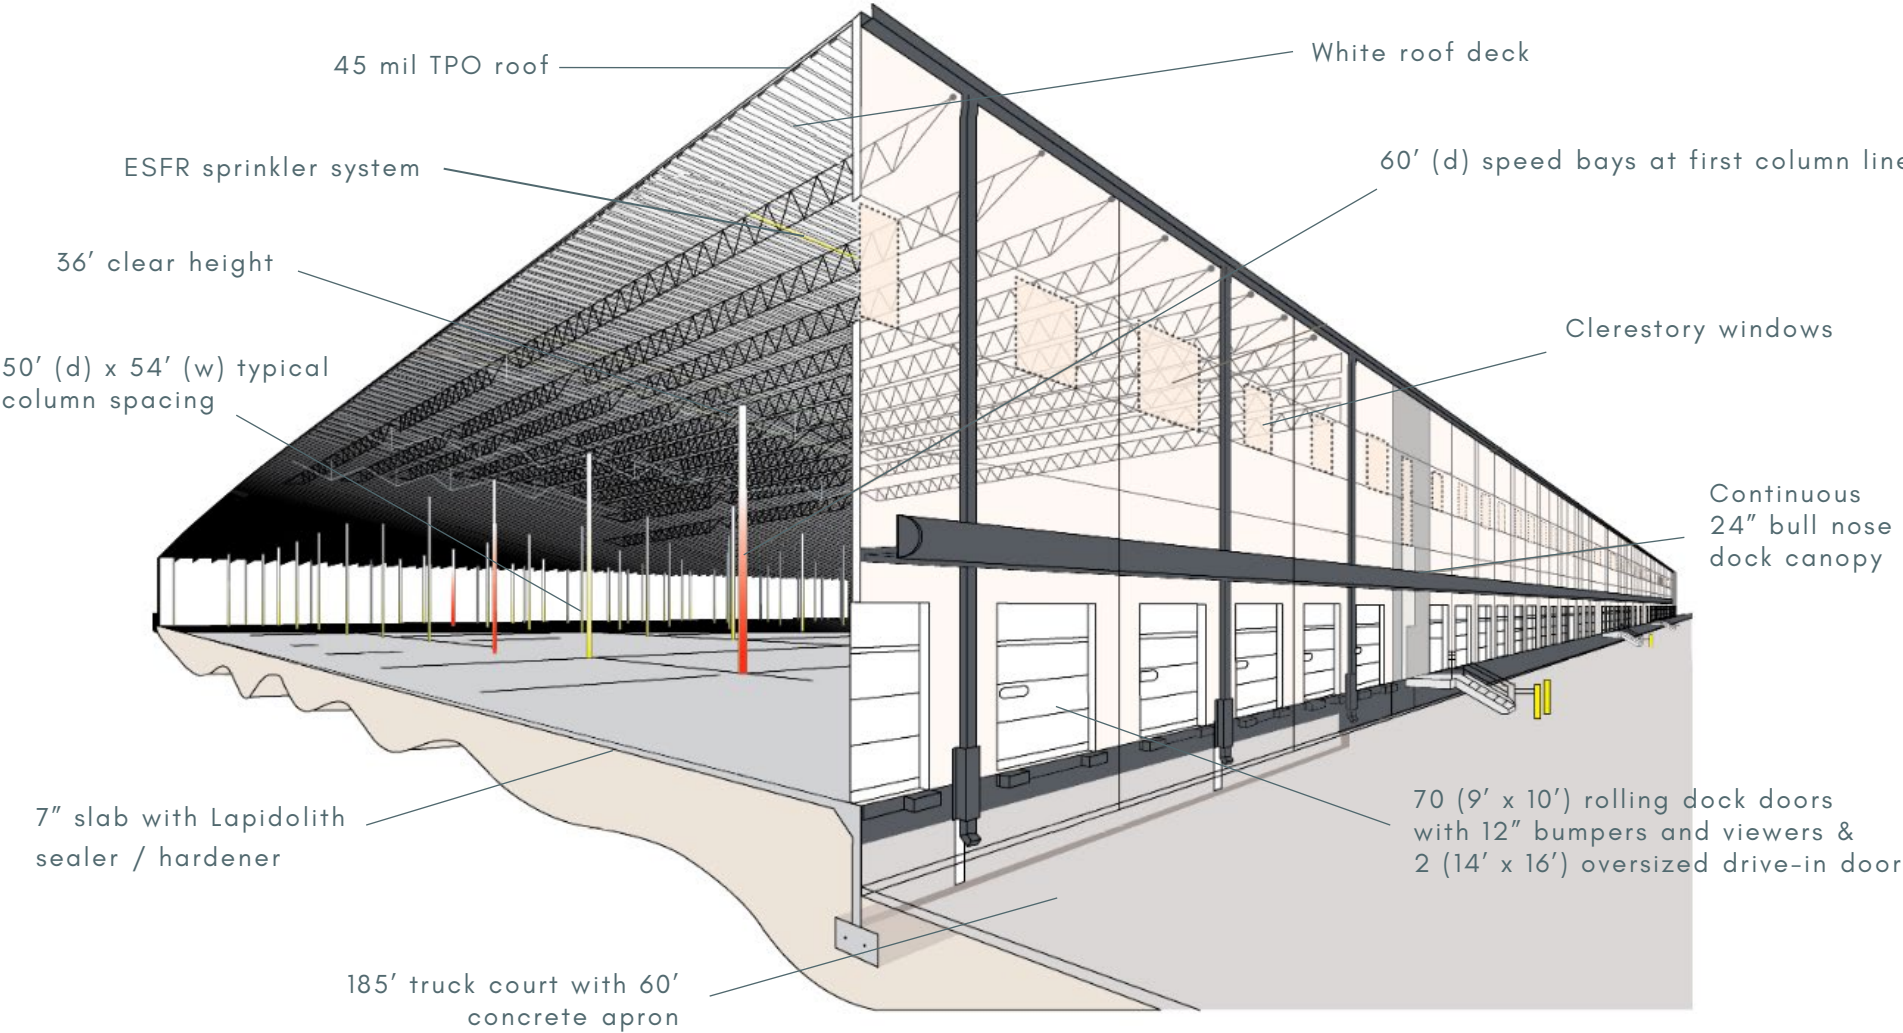 45 mil TPO roof
White roof deck
ESFR sprinkler system
60′ (d) speed bays at first column line
36′ clear height
Clerestory windows
50′ (d) x 54′ (w) typical
column spacing
Continuous
24″ bull nose
dock canopy
7″ slab with Lapidolith
sealer / hardener
70 (9′ x 10′) rolling dock doors
with 12″ bumpers and viewers &
2 (14′ x 16′) oversized drive-in door
185′ truck court with 60′
concrete apron